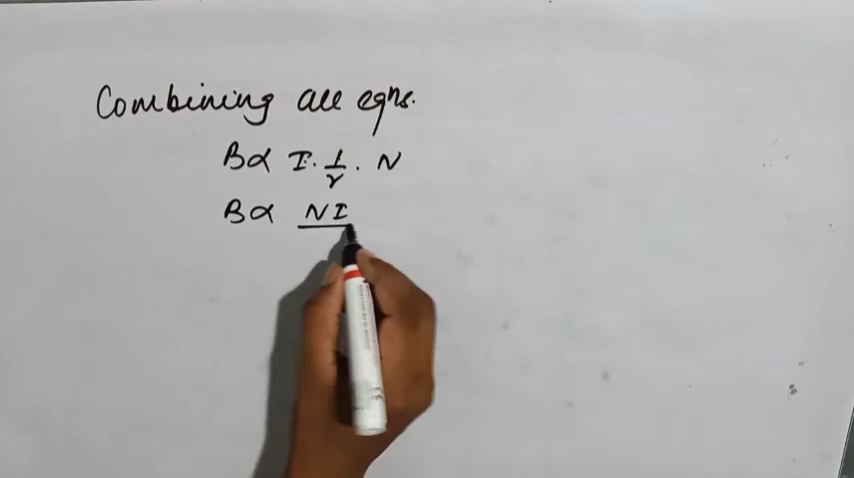 Combining all eqns.
B∝ I. 1/r . N
B∝ NI